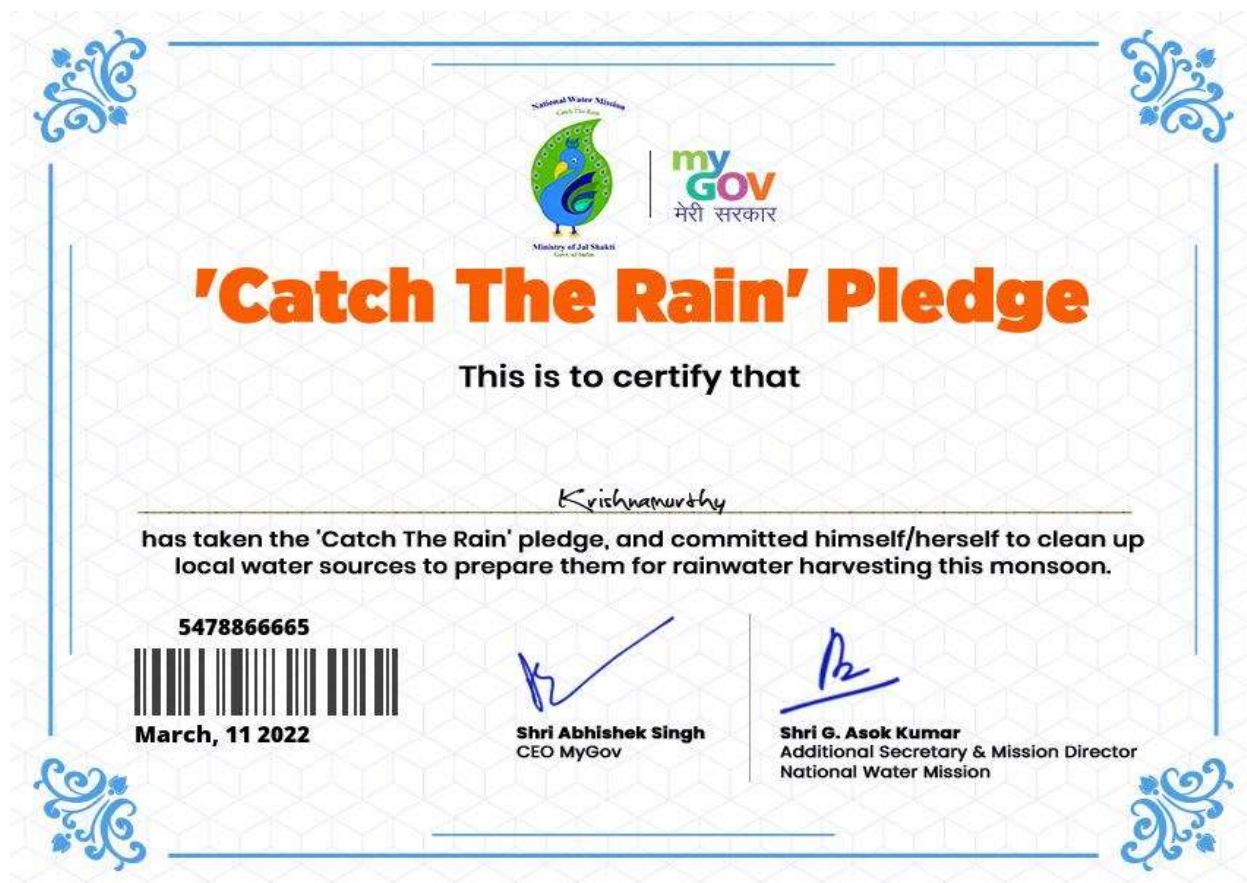 National Water Mission
Catch The Rain
my
GOV
मेरी सरकार
Ministry of Jal Shakti
Govt. of India
'Catch The Rain' Pledge
This is to certify that
Krishnamurthy
has taken the 'Catch The Rain' pledge, and committed himself/herself to clean up
local water sources to prepare them for rainwater harvesting this monsoon.
5478866665
March, 11 2022
Shri Abhishek Singh
CEO MyGov
Shri G. Asok Kumar
Additional Secretary & Mission Director
National Water Mission